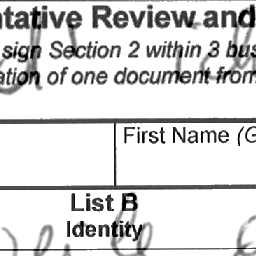 tative Review and
sign Section 2 within 3 bus
ation of one document from
First Name (G
List B
Identity